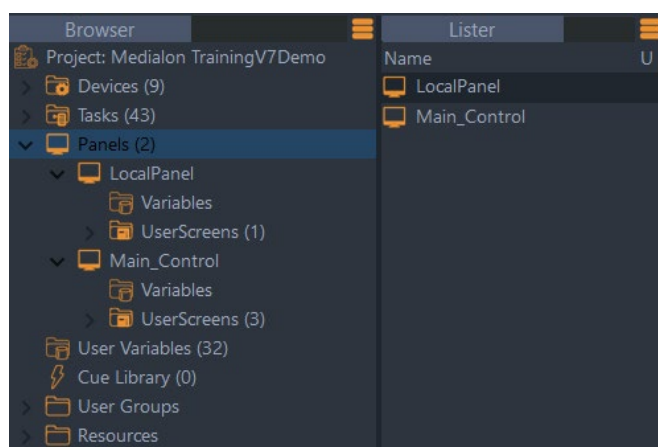 Browser
Project: Medialon TrainingV7Demo
Devices (9)
Tasks (43)
Panels (2)
LocalPanel
Variables
UserScreens (1)
Main_Control
Variables
UserScreens (3)
User Variables (32)
Cue Library (0)
User Groups
Resources
Lister
Name U
LocalPanel
Main_Control